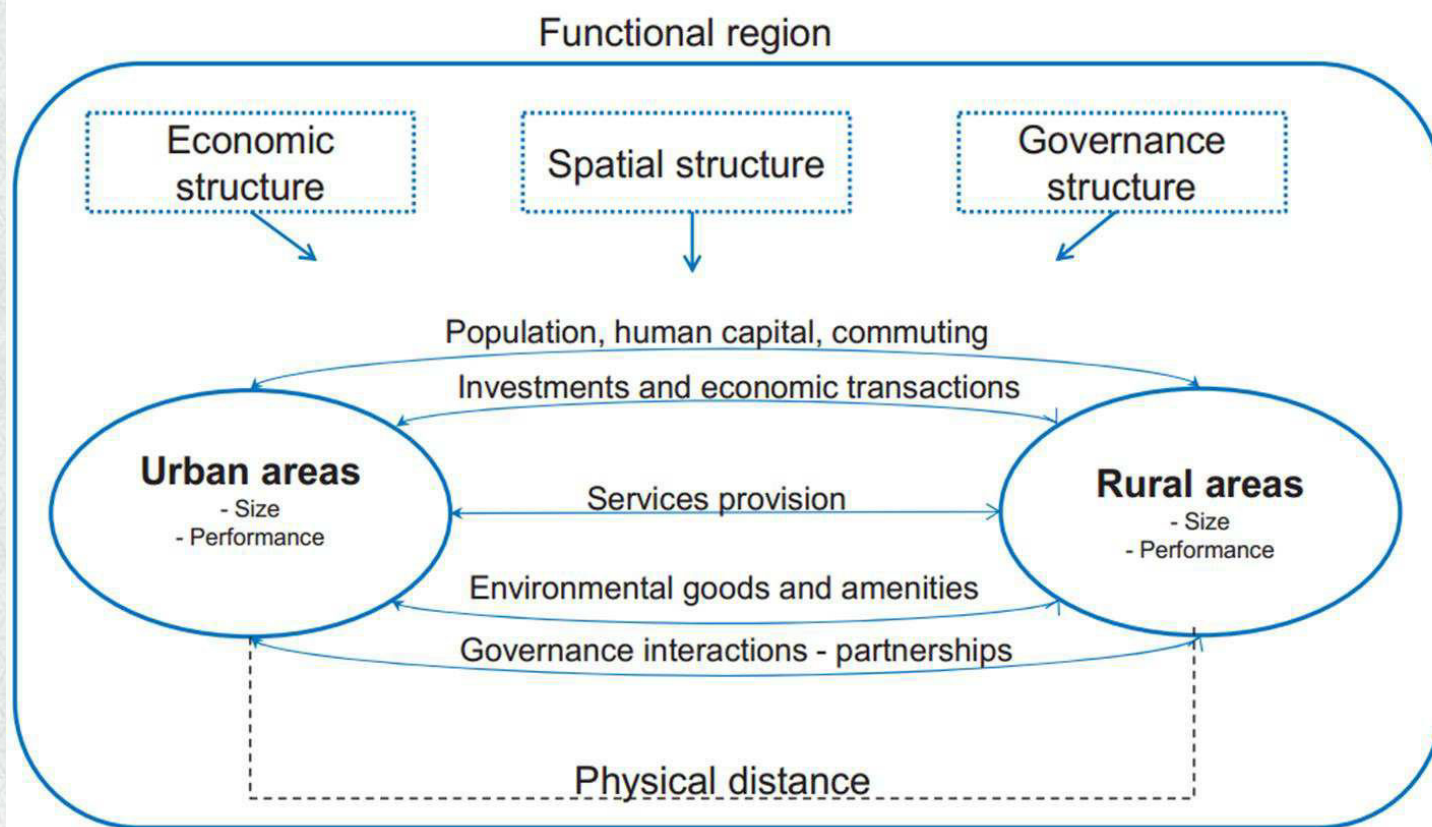 Functional region
Economic
structure
Spatial structure
Governance
structure
Population, human capital, commuting
Investments and economic transactions
Urban areas
- Size
- Performance
Services provision
Rural areas
- Size
- Performance
Environmental goods and amenities
Governance interactions - partnerships
Physical distance